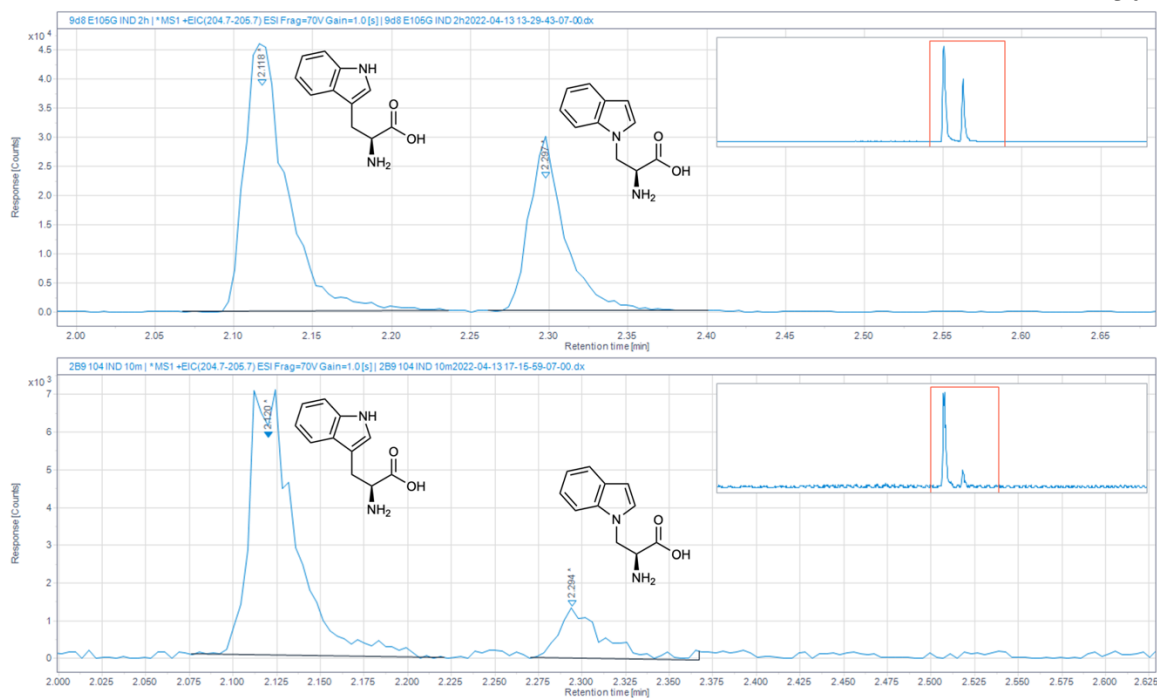 9d8 E105G IND 2h | * MS1 +EIC(204.7-205.7) ESI Frag=70V Gain=1.0 [s] | 9d8 E105G IND 2h2022-04-13 13-29-43-07-00.dx
x10 4
4.5
4.0
3.5
3.0
2.5
2.0
1.5
1.0
0.5
0.0
Response [Counts]
2.118 *
NH
O
OH
NH2
2.297 *
N
O
OH
NH2
2.00 2.05 2.10 2.15 2.20 2.25 2.30 2.35 2.40 2.45 2.50 2.55 2.60 2.65
Retention time [min]
2B9 104 IND 10m | * MS1 +EIC(204.7-205.7) ESI Frag=70V Gain=1.0 [s] | 2B9 104 IND 10m2022-04-13 17-15-59-07-00.dx
x10 3
7
6
5
4
3
2
1
0
Response [Counts]
2.120 *
NH
O
OH
NH2
2.294 *
N
O
OH
NH2
2.000 2.025 2.050 2.075 2.100 2.125 2.150 2.175 2.200 2.225 2.250 2.275 2.300 2.325 2.350 2.375 2.400 2.425 2.450 2.475 2.500 2.525 2.550 2.575 2.600 2.625
Retention time [min]